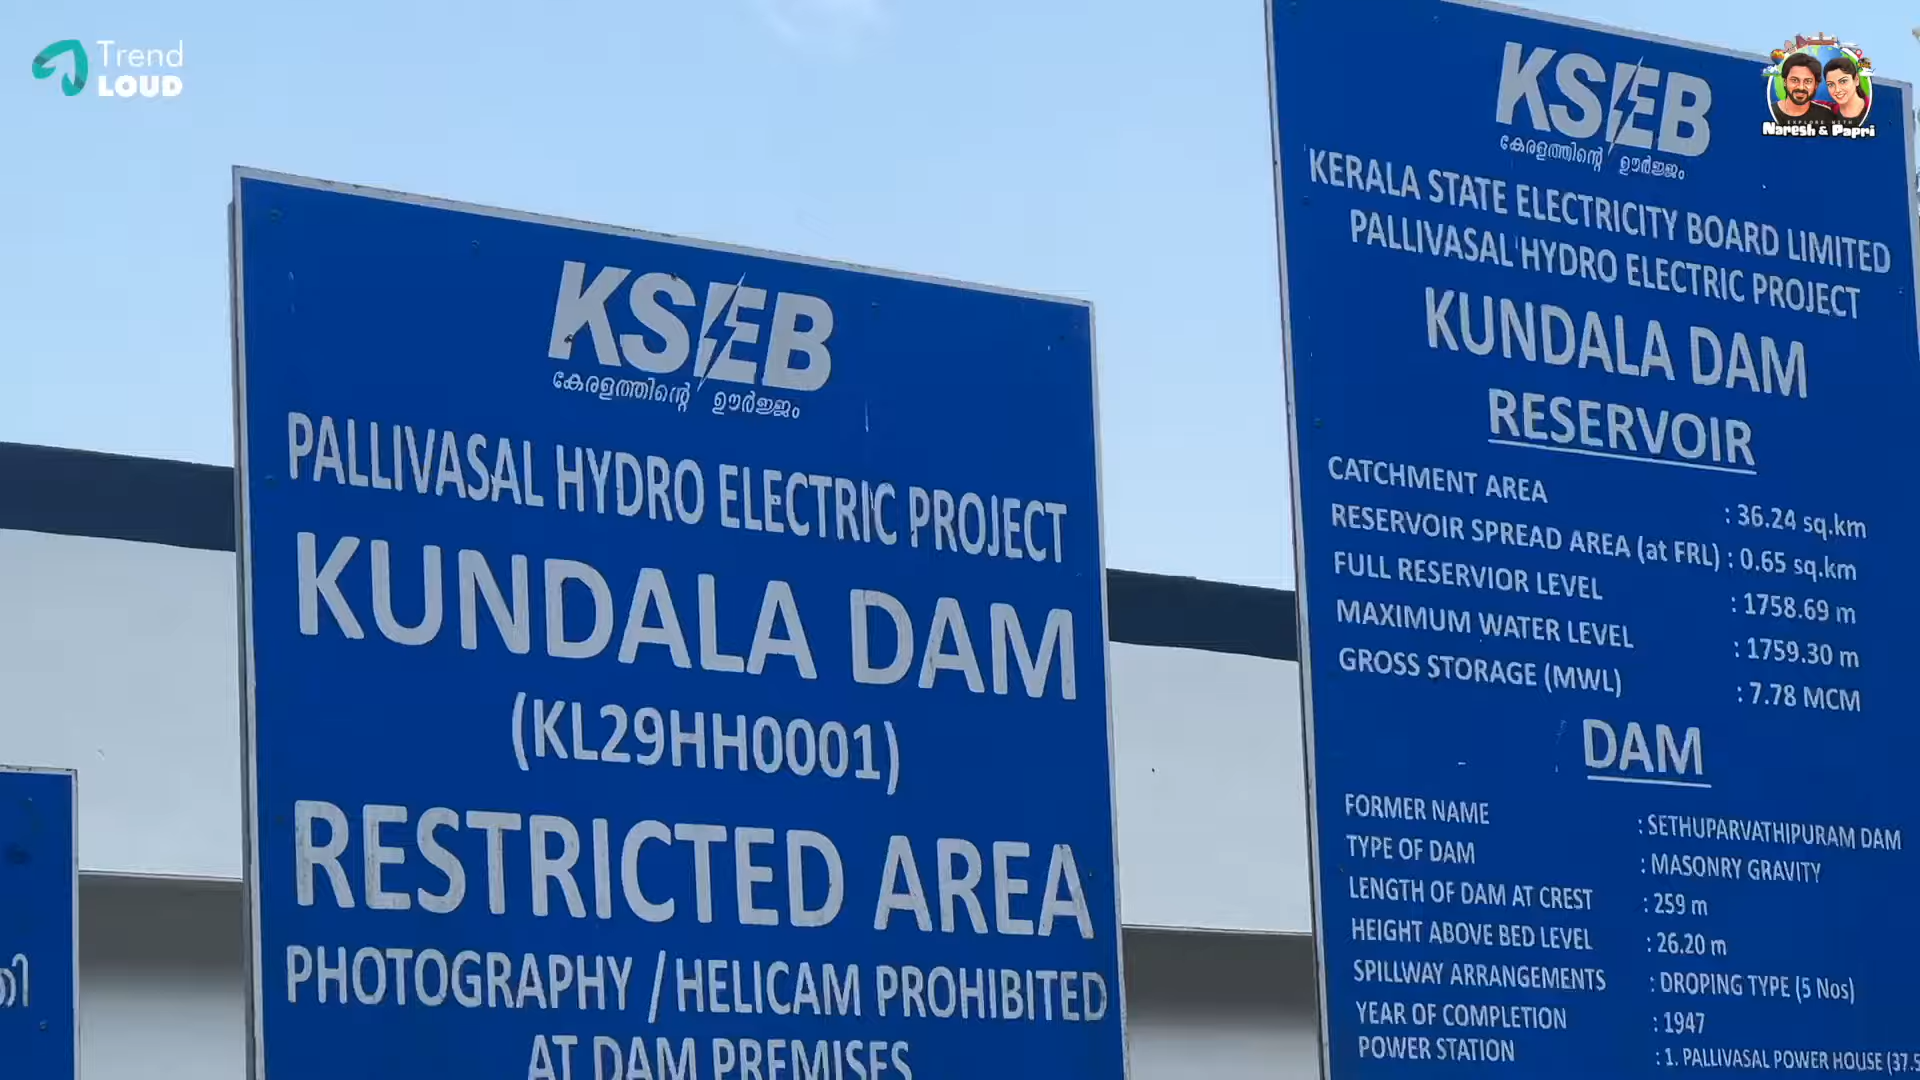 Trend
LOUD
EXPLORE WITH
Naresh & Papri
KSEB
കേരളത്തിന്റെ ഊർജ്ജം
PALLIVASAL HYDRO ELECTRIC PROJECT
KUNDALA DAM
(KL29HH0001)
RESTRICTED AREA
PHOTOGRAPHY / HELICAM PROHIBITED
AT DAM PREMISES
KSEB
കേരളത്തിന്റെ ഊർജ്ജം
KERALA STATE ELECTRICITY BOARD LIMITED
PALLIVASAL HYDRO ELECTRIC PROJECT
KUNDALA DAM
RESERVOIR
CATCHMENT AREA : 36.24 sq.km
RESERVOIR SPREAD AREA (at FRL) : 0.65 sq.km
FULL RESERVIOR LEVEL : 1758.69 m
MAXIMUM WATER LEVEL : 1759.30 m
GROSS STORAGE (MWL) : 7.78 MCM
DAM
FORMER NAME : SETHUPARVATHIPURAM DAM
TYPE OF DAM : MASONRY GRAVITY
LENGTH OF DAM AT CREST : 259 m
HEIGHT ABOVE BED LEVEL : 26.20 m
SPILLWAY ARRANGEMENTS : DROPING TYPE (5 Nos)
YEAR OF COMPLETION : 1947
POWER STATION : 1. PALLIVASAL POWER HOUSE (37.5